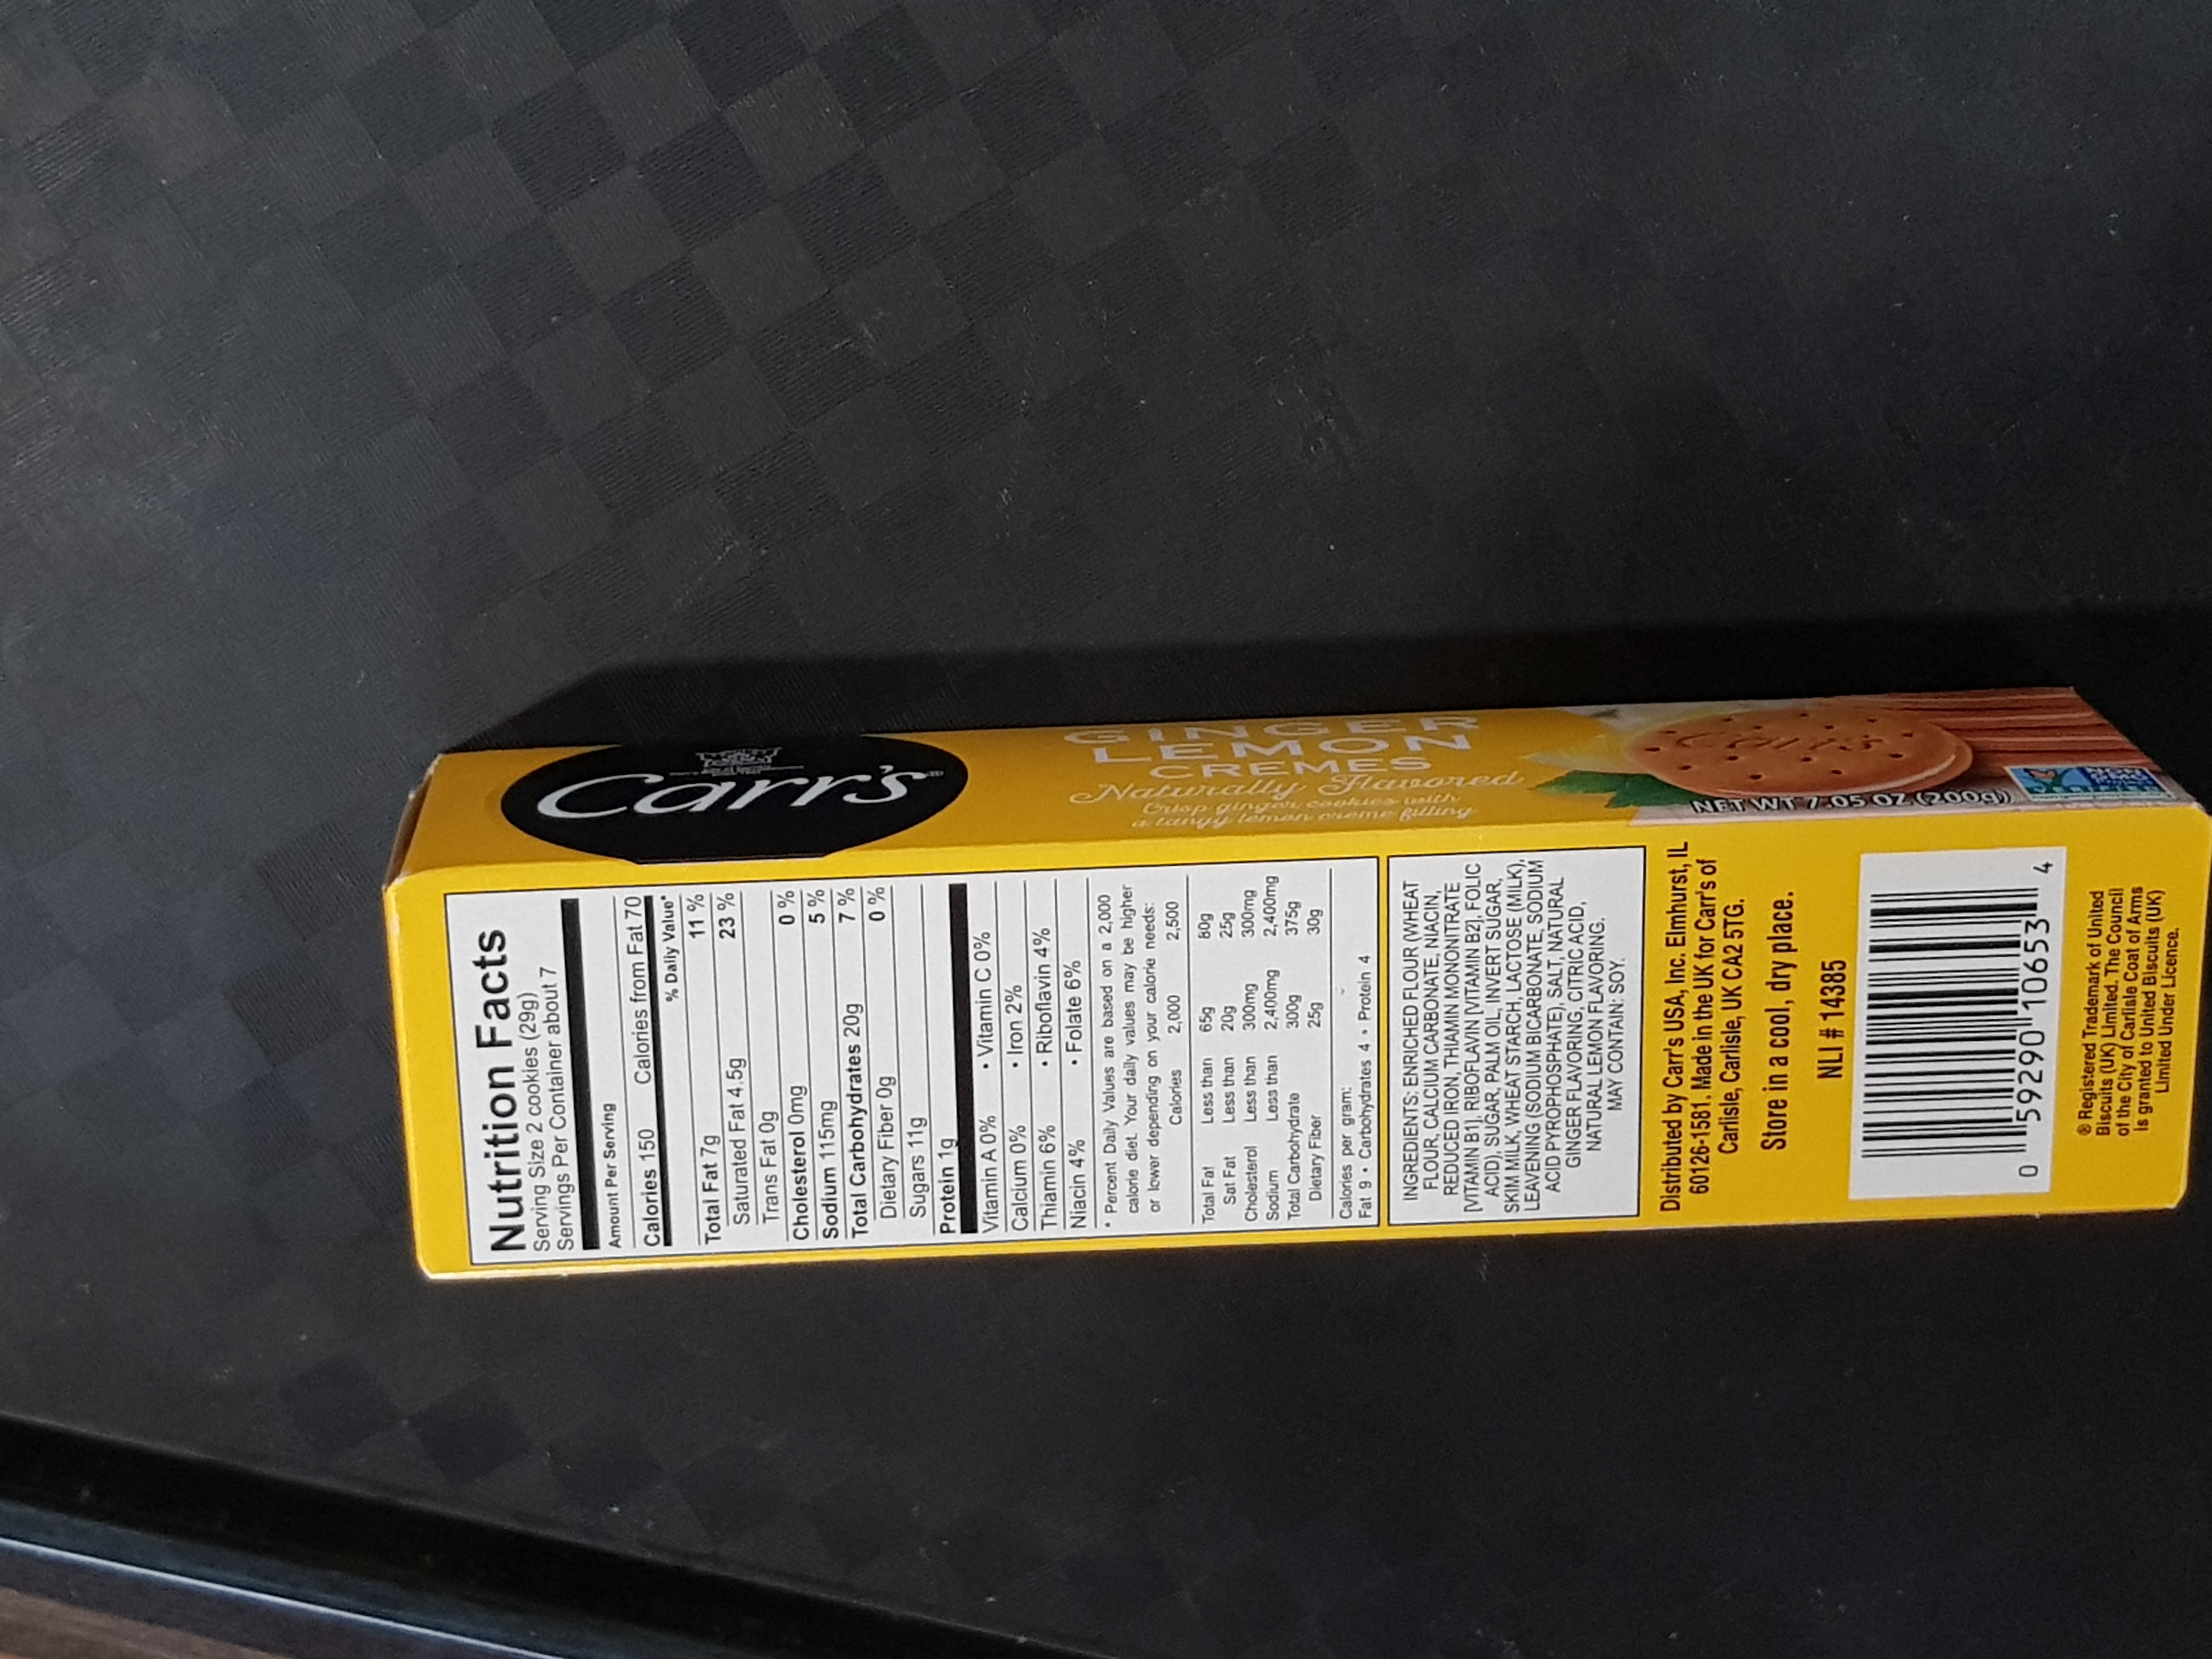 Nutrition Facts
Serving Size 2 cookies (29g)
Servings Per Container about 7
Amount Per Serving
Calories 150 Calories from Fat 70
% Daily Value*
Total Fat 7g 11 %
Saturated Fat 4.5g 23 %
Trans Fat 0g
Cholesterol 0mg 0 %
Sodium 115mg 5 %
Total Carbohydrates 20g 7 %
Dietary Fiber 0g 0 %
Sugars 11g
Protein 1g
Vitamin A 0% • Vitamin C 0%
Calcium 0% • Iron 2%
Thiamin 6% • Riboflavin 4%
Niacin 4% • Folate 6%
* Percent Daily Values are based on a 2,000
calorie diet. Your daily values may be higher
or lower depending on your calorie needs:
Calories 2,000 2,500
Total Fat Less than 65g 80g
Sat Fat Less than 20g 25g
Cholesterol Less than 300mg 300mg
Sodium Less than 2,400mg 2,400mg
Total Carbohydrate 300g 375g
Dietary Fiber 25g 30g
Calories per gram:
Fat 9 • Carbohydrates 4 • Protein 4
INGREDIENTS: ENRICHED FLOUR (WHEAT
FLOUR, CALCIUM CARBONATE, NIACIN,
REDUCED IRON, THIAMIN MONONITRATE
[VITAMIN B1], RIBOFLAVIN [VITAMIN B2], FOLIC
ACID), SUGAR, PALM OIL, INVERT SUGAR,
SKIM MILK, WHEAT STARCH, LACTOSE (MILK),
LEAVENING (SODIUM BICARBONATE, SODIUM
ACID PYROPHOSPHATE), SALT, NATURAL
GINGER FLAVORING, CITRIC ACID,
NATURAL LEMON FLAVORING.
MAY CONTAIN: SOY.
Distributed by Carr's USA, Inc. Elmhurst, IL
60126-1581. Made in the UK for Carr's of
Carlisle, Carlisle, UK CA2 5TG.
Store in a cool, dry place.
NLI # 14385
0 59290 10653 4
® Registered Trademark of United
Biscuits (UK) Limited. The Council
of the City of Carlisle Coat of Arms
is granted to United Biscuits (UK)
Limited Under Licence.
Carr's®
GINGER
LEMON
CREMES
Naturally Flavored
Crisp ginger cookies with
a tangy lemon creme filling
Carr's
NET WT 7.05 OZ (200g)